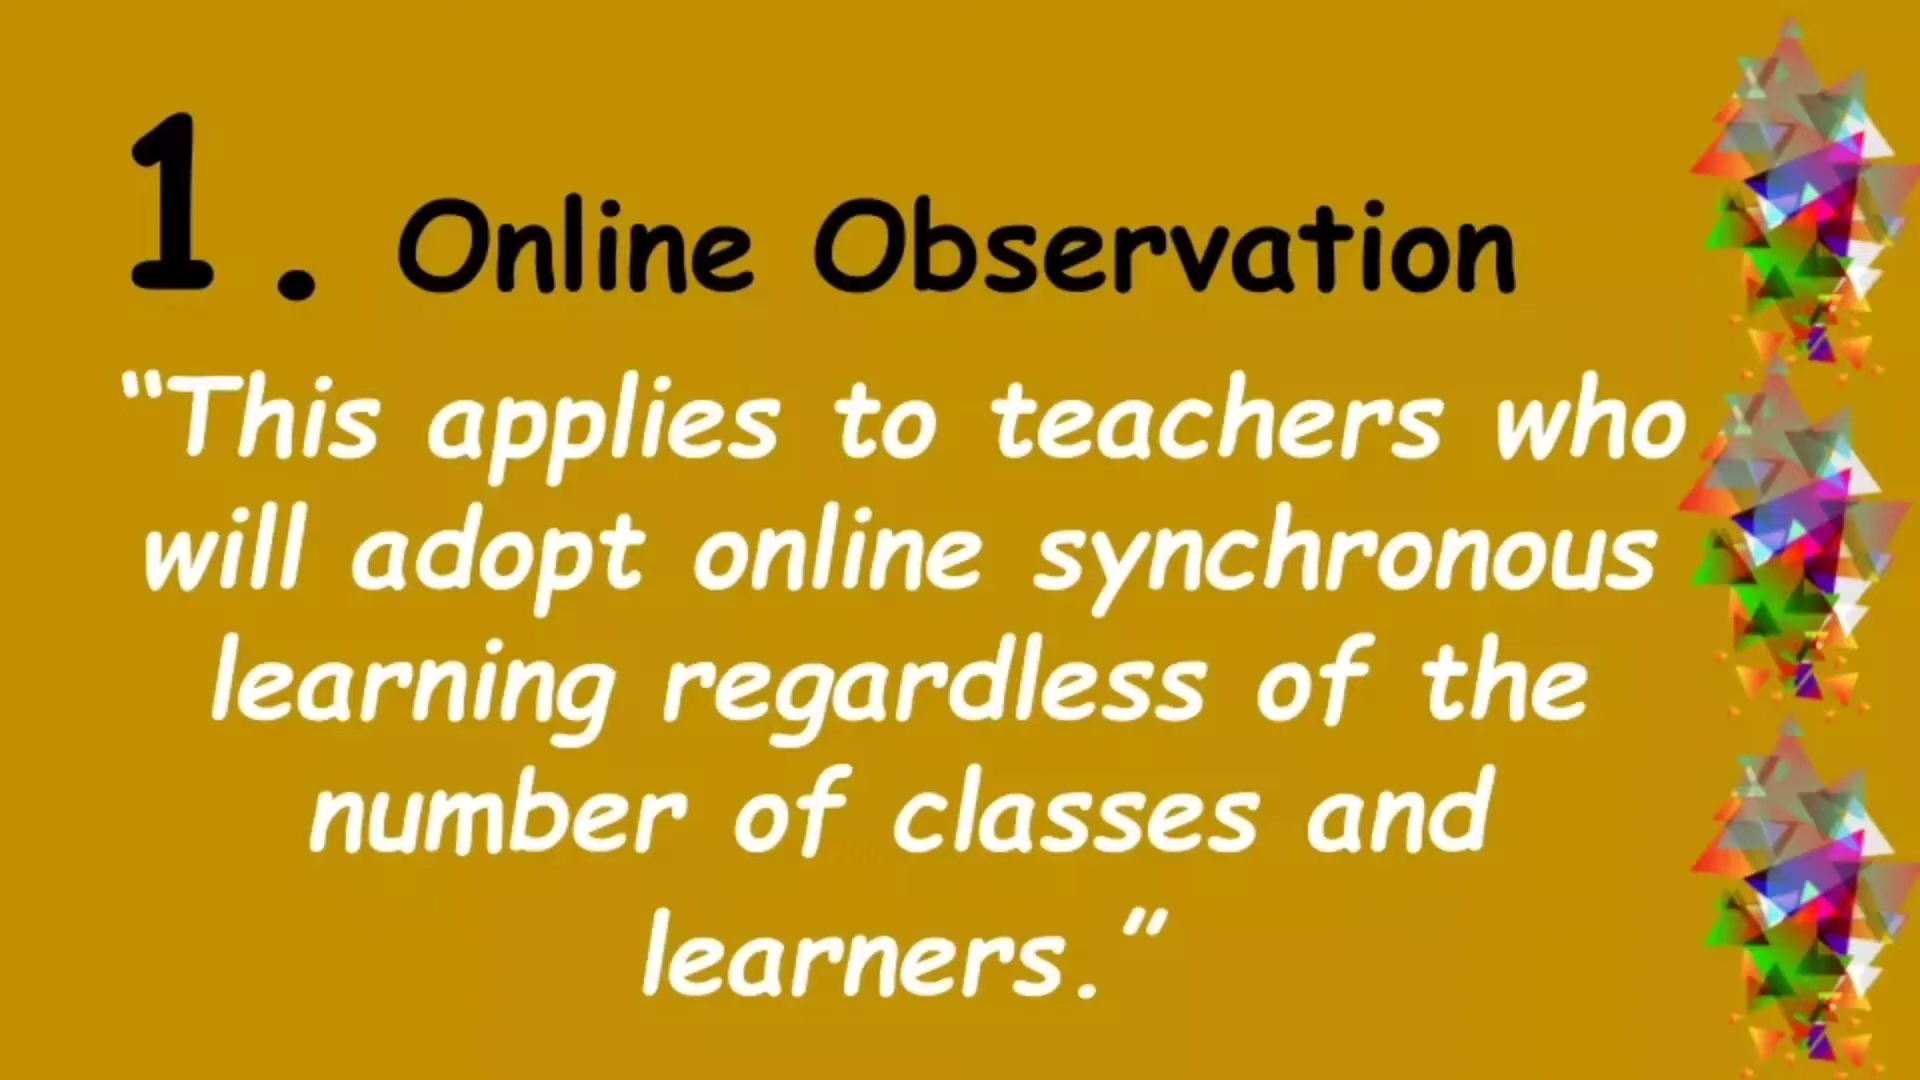 1. Online Observation
“This applies to teachers who
will adopt online synchronous
learning regardless of the
number of classes and
learners.”